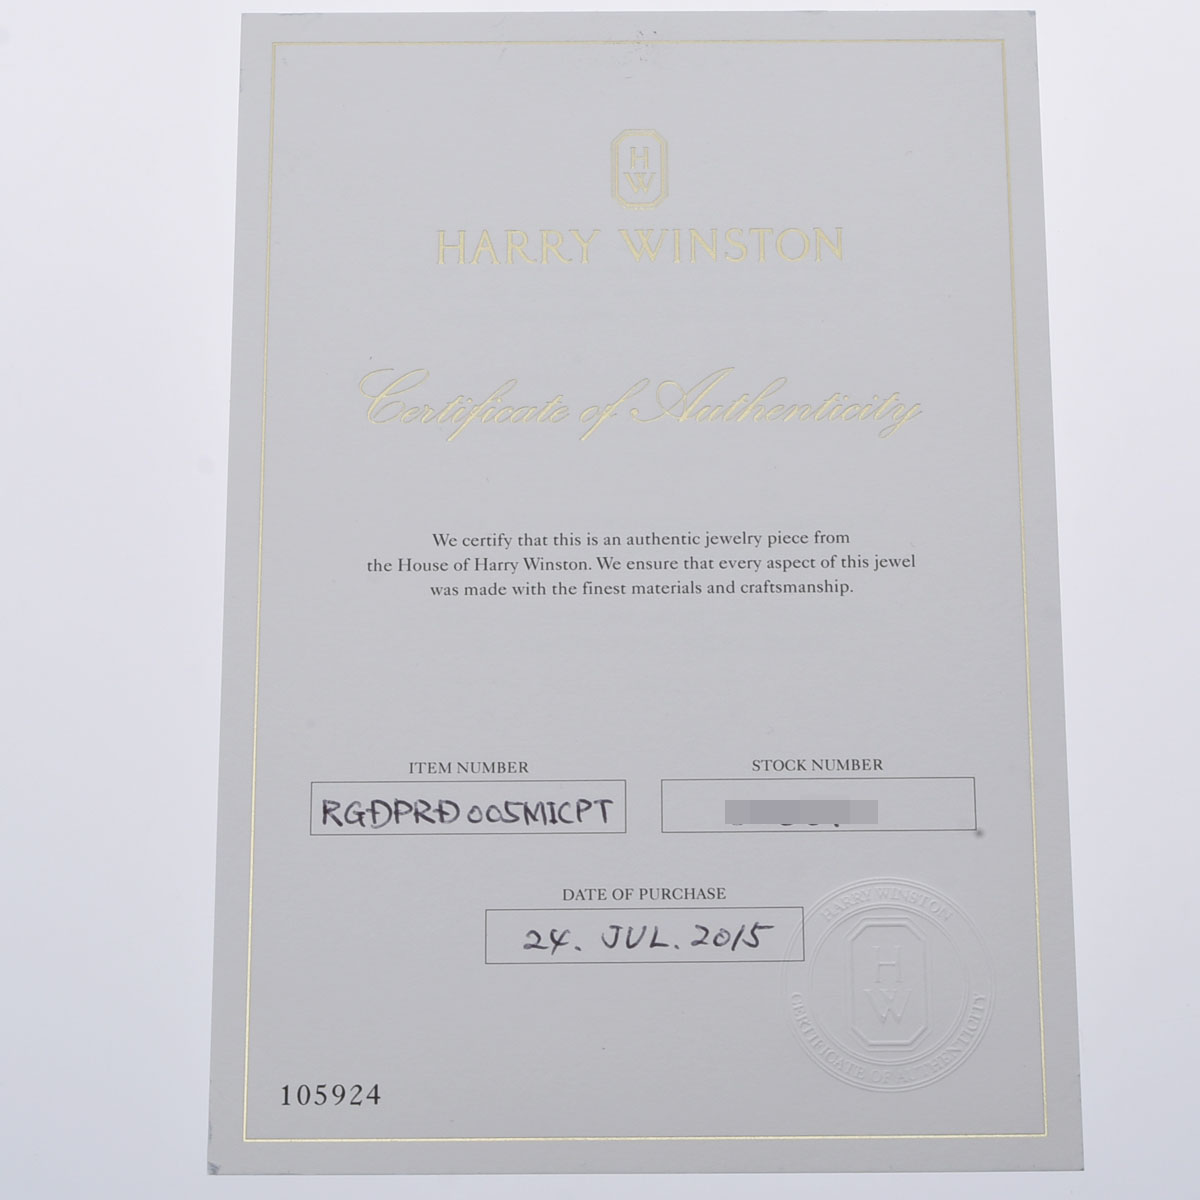 H
W
HARRY WINSTON
Certificate of Authenticity
We certify that this is an authentic jewelry piece from
the House of Harry Winston. We ensure that every aspect of this jewel
was made with the finest materials and craftsmanship.
ITEM NUMBER
RGDPRD005MICPT
STOCK NUMBER
DATE OF PURCHASE
24. JUL. 2015
HARRY WINSTON
H
W
CERTIFICATE OF AUTHENTICITY
105924